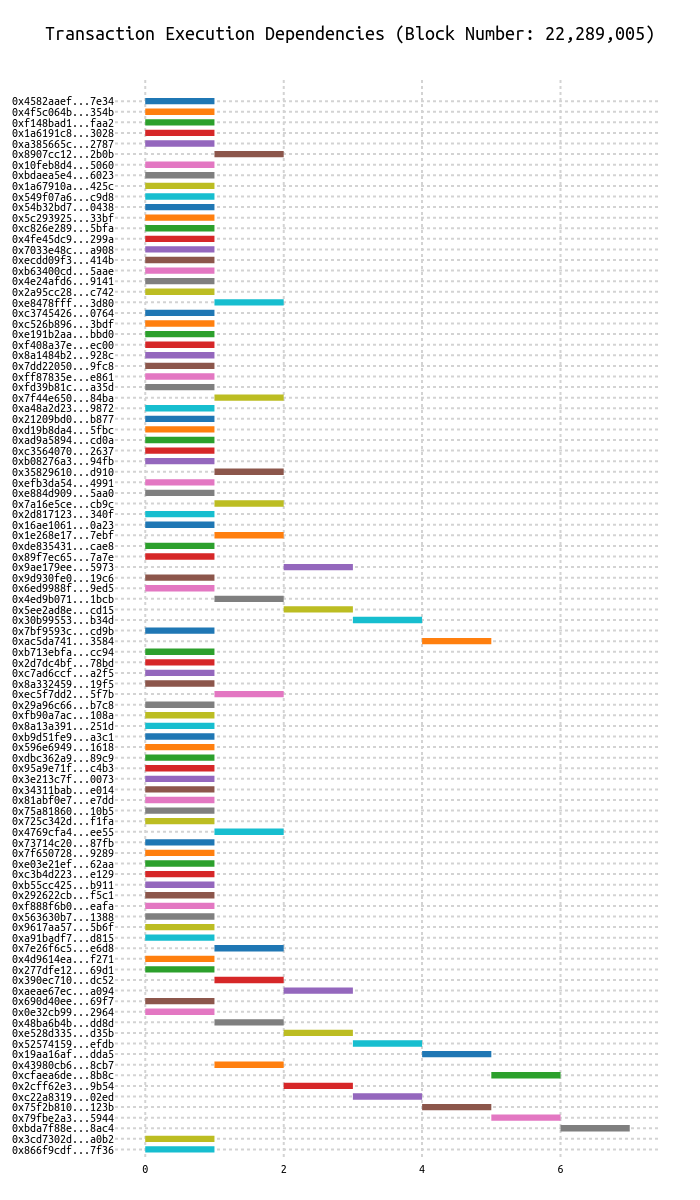 Transaction Execution Dependencies (Block Number: 22,289,005)
0x4582aaef...7e34
0x4f5c064b...354b
0xf148bad1...faa2
0x1a6191c8...3028
0xa385665c...2787
0x8907cc12...2b0b
0x10feb8d4...5060
0xbdaea5e4...6023
0x1a67910a...425c
0x549f07a6...c9d8
0x54b32bd7...0438
0x5c293925...33bf
0xc826e289...5bfa
0x4fe45dc9...299a
0x7033e48c...a908
0xecdd09f3...414b
0xb63400cd...5aae
0x4e24afd6...9141
0x2a95cc28...c742
0xe8478fff...3d80
0xc3745426...0764
0xc526b896...3bdf
0xe191b2aa...bbd0
0xf408a37e...ec00
0x8a1484b2...928c
0x7dd22050...9fc8
0xff87835e...e861
0xfd39b81c...a35d
0x7f44e650...84ba
0xa48a2d23...9872
0x21209bd0...b877
0xd19b8da4...5fbc
0xad9a5894...cd0a
0xc3564070...2637
0xb08276a3...94fb
0x35829610...d910
0xefb3da54...4991
0xe884d909...5aa0
0x7a16e5ce...cb9c
0x2d817123...340f
0x16ae1061...0a23
0x1e268e17...7ebf
0xde835431...cae8
0x89f7ec65...7a7e
0x9ae179ee...5973
0x9d930fe0...19c6
0x6ed9988f...9ed5
0x4ed9b071...1bcb
0x5ee2ad8e...cd15
0x30b99553...b34d
0x7bf9593c...cd9b
0xac5da741...3584
0xb713ebfa...cc94
0x2d7dc4bf...78bd
0xc7ad6ccf...a2f5
0x8a332459...19f5
0xec5f7dd2...5f7b
0x29a96c66...b7c8
0xfb90a7ac...108a
0x8a13a391...251d
0xb9d51fe9...a3c1
0x596e6949...1618
0xdbc362a9...89c9
0x95a9e71f...c4b3
0x3e213c7f...0073
0x34311bab...e014
0x81abf0e7...e7dd
0x75a81860...10b5
0x725c342d...f1fa
0x4769cfa4...ee55
0x73714c20...87fb
0x7f650728...9289
0xe03e21ef...62aa
0xc3b4d223...e129
0xb55cc425...b911
0x292622cb...f5c1
0xf888f6b0...eafa
0x563630b7...1388
0x9617aa57...5b6f
0xa91badf7...d815
0x7e26f6c5...e6d8
0x4d9614ea...f271
0x277dfe12...69d1
0x390ec710...dc52
0xaeae67ec...a094
0x690d40ee...69f7
0x0e32cb99...2964
0x48ba6b4b...dd8d
0xe528d335...d35b
0x52574159...efdb
0x19aa16af...dda5
0x43980cb6...8cb7
0xcfaea6de...8b8c
0x2cff62e3...9b54
0xc22a8319...02ed
0x75f2b810...123b
0x79fbe2a3...5944
0xbda7f88e...8ac4
0x3cd7302d...a0b2
0x866f9cdf...7f36
0 2 4 6